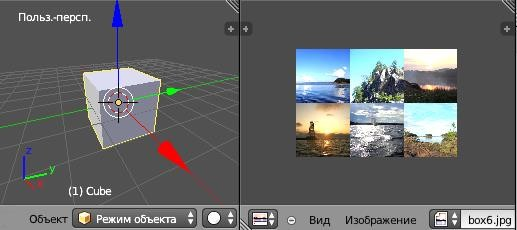 Польз.-персп.
z
y
x
(1) Cube
Объект
Режим объекта
Вид
Изображение
box6.jpg